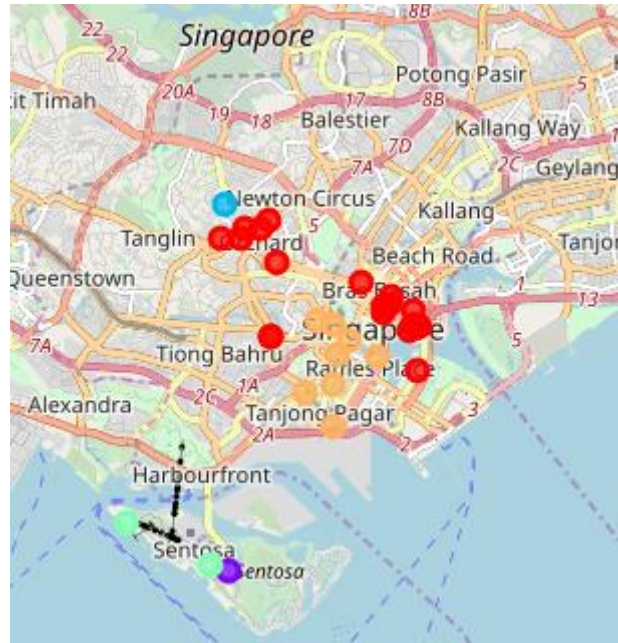 8B
22
22
Singapore
Potong Pasir
5
20A
it Timah
19
17
18
8B
Balestier
Kallang Way
7D
2C
7A
Geylang
Newton Circus
5
Kallang
Tanglin
Beach Road
Tanjon
Queenstown
1
13
Singapore
7A
5
Tiong Bahru
Raffles Place
1A
2C
Alexandra
Tanjong Pagar
3
2A
2
Harbourfront
Sentosa
Sentosa